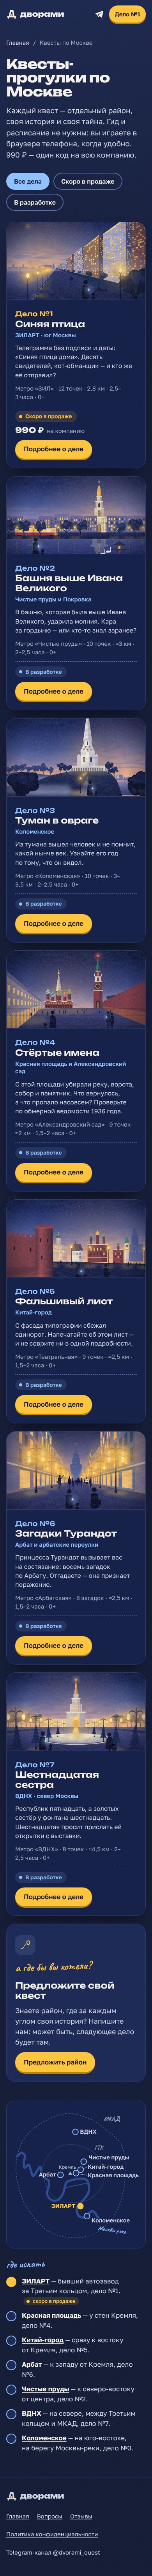 дворами
Дело №1
Главная / Квесты по Москве
Квесты-
прогулки по
Москве
Каждый квест — отдельный район,
своя история и своя тайна. Гид и
расписание не нужны: вы играете в
браузере телефона, когда удобно.
990 ₽ — один код на всю компанию.
Все дела
Скоро в продаже
В разработке
Дело №1
Синяя птица
ЗИЛАРТ · юг Москвы
Телеграмма без подписи и даты:
«Синяя птица дома». Десять
свидетелей, кот-обманщик — и кто же
её отправил?
Метро «ЗИЛ» · 12 точек · 2,8 км · 2,5–
3 часа · 0+
Скоро в продаже
990 ₽ на компанию
Подробнее о деле
Дело №2
Башня выше Ивана
Великого
Чистые пруды и Покровка
В башню, которая была выше Ивана
Великого, ударила молния. Кара
за гордыню — или кто-то знал заранее?
Метро «Чистые пруды» · 10 точек · ≈3 км ·
2–2,5 часа · 0+
В разработке
Подробнее о деле
Дело №3
Туман в овраге
Коломенское
Из тумана вышел человек и не помнит,
какой нынче век. Узнайте его год
по тому, что он видел.
Метро «Коломенская» · 10 точек · 3–
3,5 км · 2–2,5 часа · 0+
В разработке
Подробнее о деле
Дело №4
Стёртые имена
Красная площадь и Александровский
сад
С этой площади убирали реку, ворота,
собор и памятник. Что вернулось,
а что пропало насовсем? Проверьте
по обмерной ведомости 1936 года.
Метро «Александровский сад» · 9 точек ·
≈2 км · 1,5–2 часа · 0+
В разработке
Подробнее о деле
Дело №5
Фальшивый лист
Китай-город
С фасада типографии сбежал
единорог. Напечатайте об этом лист —
и не соврите ни в одной подробности.
Метро «Театральная» · 9 точек · ≈2,5 км ·
1,5–2 часа · 0+
В разработке
Подробнее о деле
Дело №6
Загадки Турандот
Арбат и арбатские переулки
Принцесса Турандот вызывает вас
на состязание: восемь загадок
по Арбату. Отгадаете — она признает
поражение.
Метро «Арбатская» · 8 загадок · ≈2,5 км ·
1,5–2 часа · 0+
В разработке
Подробнее о деле
Дело №7
Шестнадцатая
сестра
ВДНХ · север Москвы
Республик пятнадцать, а золотых
сестёр у фонтана шестнадцать.
Шестнадцатая просит прислать ей
открытки с выставки.
Метро «ВДНХ» · 8 точек · ≈4,5 км · 2–
2,5 часа · 0+
В разработке
Подробнее о деле
а где бы вы хотели?
Предложите свой
квест
Знаете район, где за каждым
углом своя история? Напишите
нам: может быть, следующее дело
будет там.
Предложить район
МКАД
ВДНХ
ТТК
Чистые пруды
Кремль
Китай-город
Арбат
Красная площадь
ЗИЛАРТ
Коломенское
Москва-река
где искать
ЗИЛАРТ — бывший автозавод
за Третьим кольцом, дело №1.
скоро в продаже
Красная площадь — у стен Кремля,
дело №4.
Китай-город — сразу к востоку
от Кремля, дело №5.
Арбат — к западу от Кремля, дело
№6.
Чистые пруды — к северо-востоку
от центра, дело №2.
ВДНХ — на севере, между Третьим
кольцом и МКАД, дело №7.
Коломенское — на юго-востоке,
на берегу Москвы-реки, дело №3.
дворами
Главная Вопросы Отзывы
Политика конфиденциальности
Telegram-канал @dvorami_quest